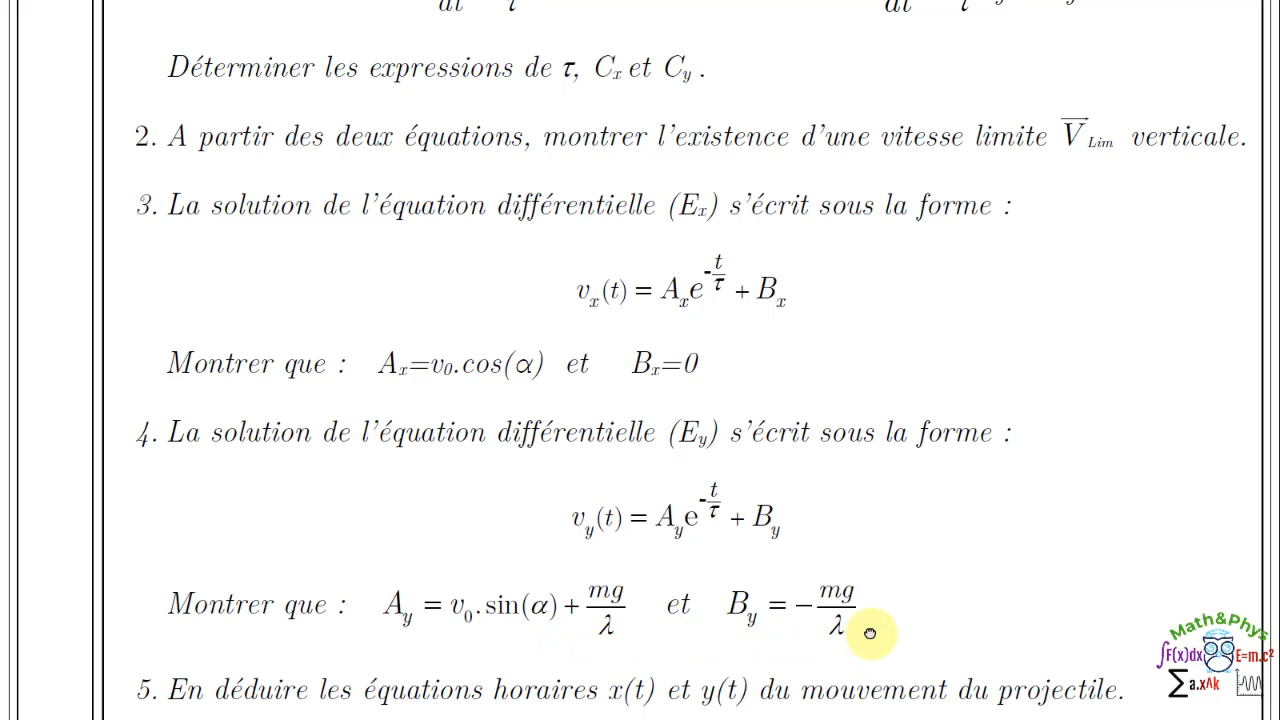 dt τ dt τ
Déterminer les expressions de τ, Cx et Cy .
2. A partir des deux équations, montrer l'existence d'une vitesse limite V⃗Lim verticale.
3. La solution de l'équation différentielle (Ex) s'écrit sous la forme :
vx(t) = Axe^(-t/τ) + Bx
Montrer que : Ax=v0.cos(α) et Bx=0
4. La solution de l'équation différentielle (Ey) s'écrit sous la forme :
vy(t) = Aye^(-t/τ) + By
Montrer que : Ay = v0.sin(α) + mg/λ et By = − mg/λ
5. En déduire les équations horaires x(t) et y(t) du mouvement du projectile.
Math&Phys
∫F(x)dx E=m.c²
∑ a.x^k